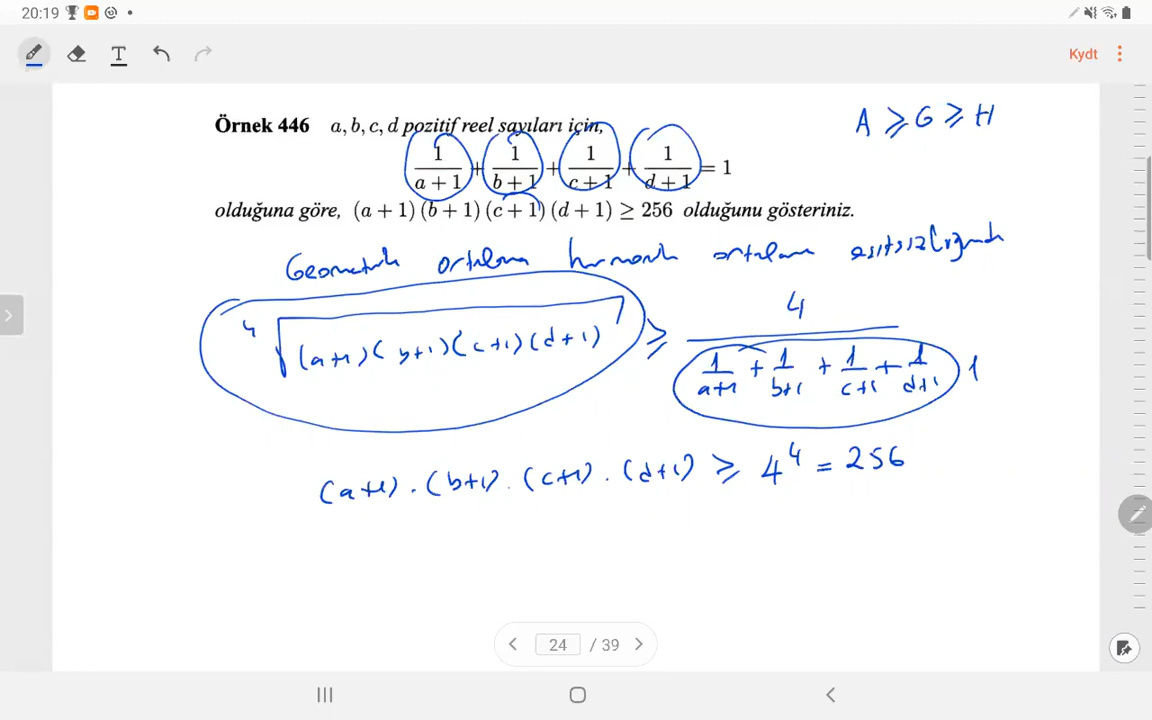 20:19
T
Kydt
Örnek 446 a, b, c, d pozitif reel sayıları için, A ⩾ G ⩾ H
1/(a + 1) + 1/(b + 1) + 1/(c + 1) + 1/(d + 1) = 1
olduğuna göre, (a + 1) (b + 1) (c + 1) (d + 1) ≥ 256 olduğunu gösteriniz.
Geometrik ortalama harmonik ortalama eşitsizliğinden
⁴√(a+1)(b+1)(c+1)(d+1) ⩾ 4/(1/(a+1) + 1/(b+1) + 1/(c+1) + 1/(d+1)) 1
(a+1) . (b+1) . (c+1) . (d+1) ⩾ 4⁴ = 256
< 24 / 39 >